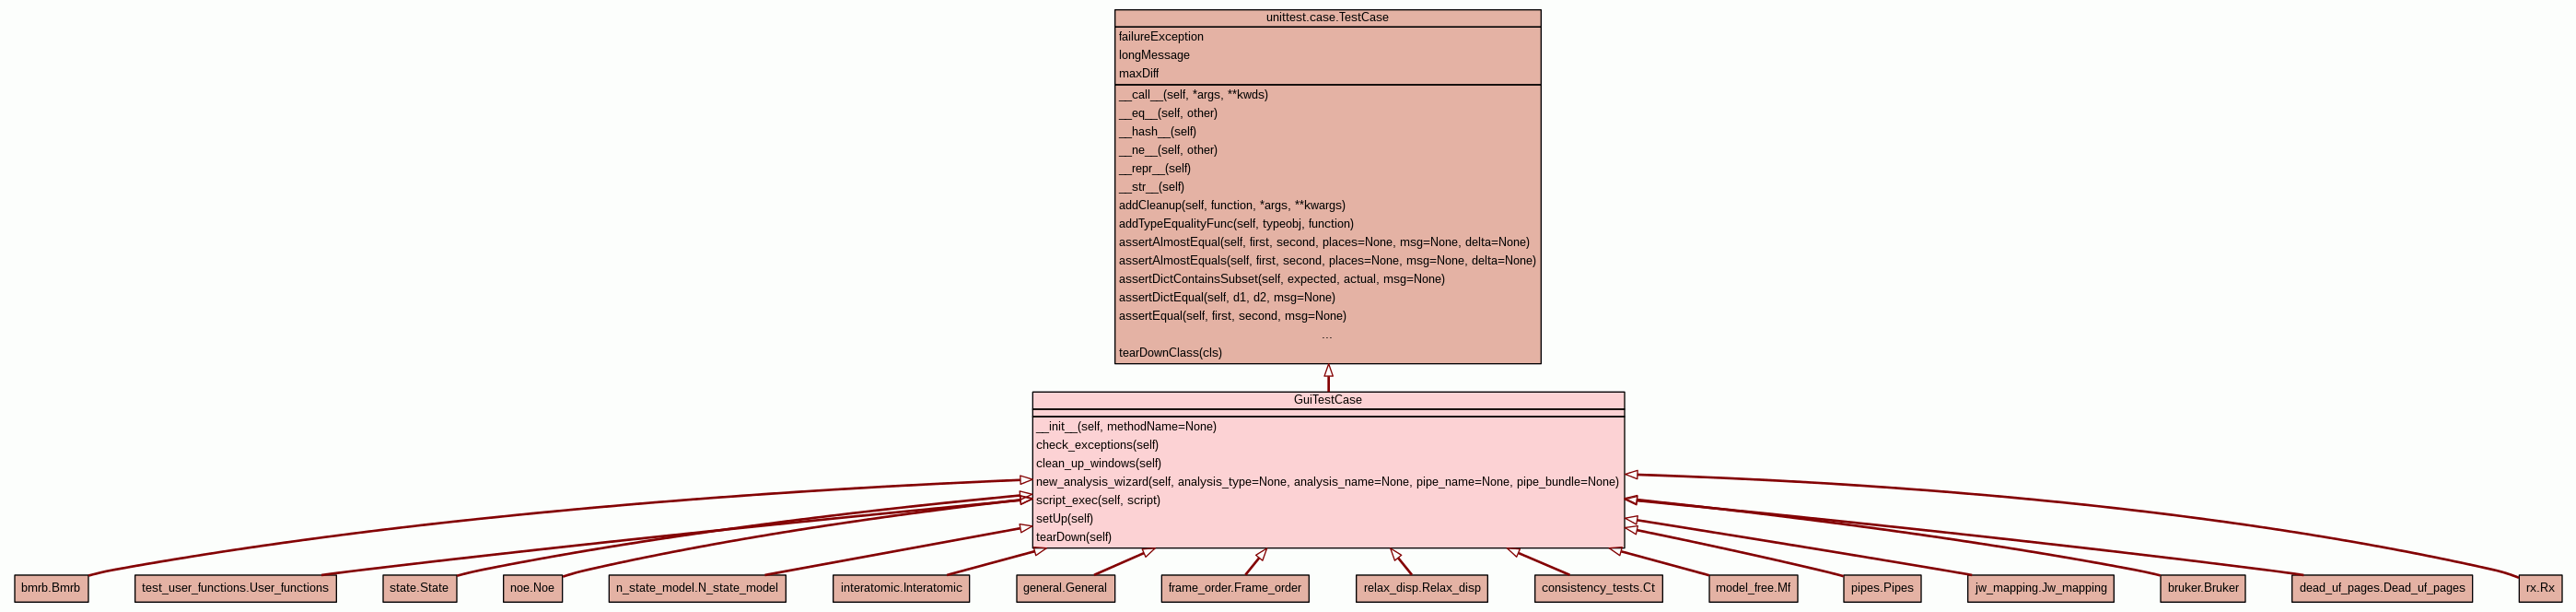 unittest.case.TestCase
failureException
longMessage
maxDiff
__call__(self, *args, **kwds)
__eq__(self, other)
__hash__(self)
__ne__(self, other)
__repr__(self)
__str__(self)
addCleanup(self, function, *args, **kwargs)
addTypeEqualityFunc(self, typeobj, function)
assertAlmostEqual(self, first, second, places=None, msg=None, delta=None)
assertAlmostEquals(self, first, second, places=None, msg=None, delta=None)
assertDictContainsSubset(self, expected, actual, msg=None)
assertDictEqual(self, d1, d2, msg=None)
assertEqual(self, first, second, msg=None)
...
tearDownClass(cls)
GuiTestCase
__init__(self, methodName=None)
check_exceptions(self)
clean_up_windows(self)
new_analysis_wizard(self, analysis_type=None, analysis_name=None, pipe_name=None, pipe_bundle=None)
script_exec(self, script)
setUp(self)
tearDown(self)
bmrb.Bmrb
test_user_functions.User_functions
state.State
noe.Noe
n_state_model.N_state_model
interatomic.Interatomic
general.General
frame_order.Frame_order
relax_disp.Relax_disp
consistency_tests.Ct
model_free.Mf
pipes.Pipes
jw_mapping.Jw_mapping
bruker.Bruker
dead_uf_pages.Dead_uf_pages
rx.Rx